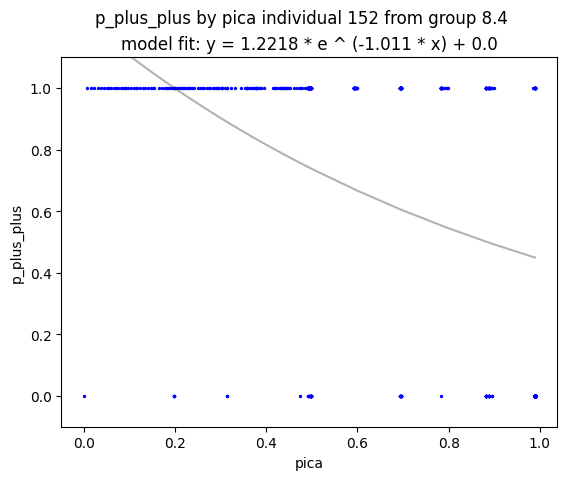 p_plus_plus by pica individual 152 from group 8.4
model fit: y = 1.2218 * e ^ (-1.011 * x) + 0.0
1.0
0.8
0.6
0.4
0.2
0.0
p_plus_plus
0.0 0.2 0.4 0.6 0.8 1.0
pica